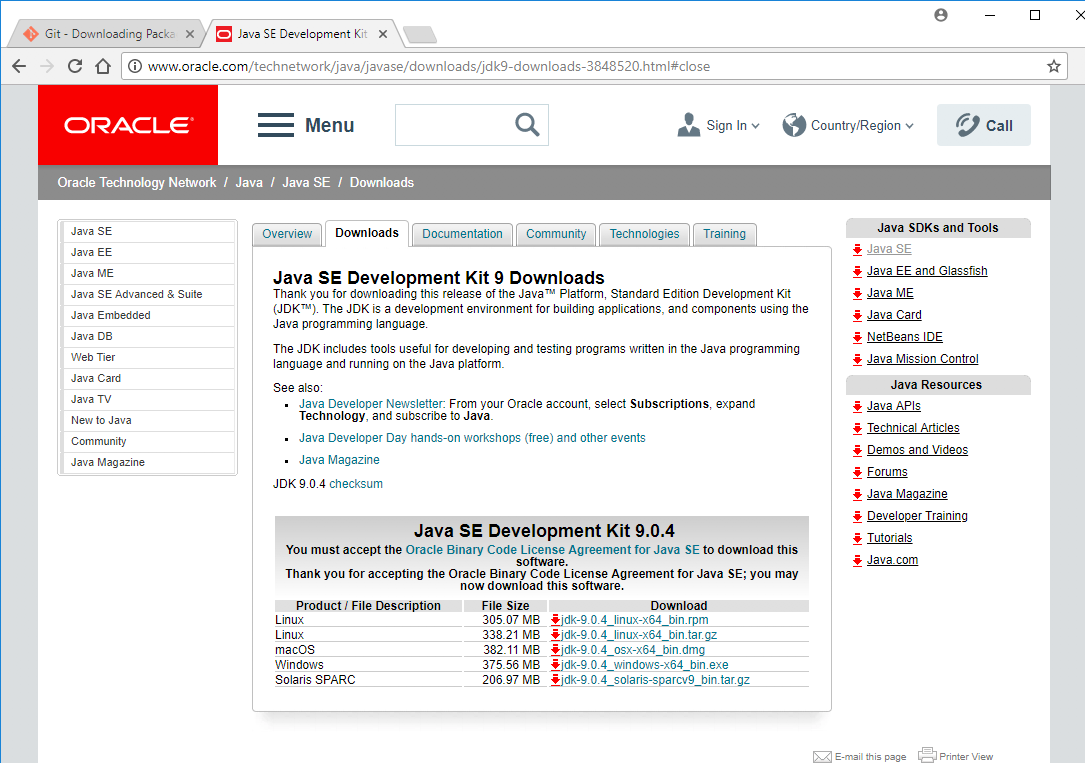 Git - Downloading Packa
Java SE Development Kit
www.oracle.com/technetwork/java/javase/downloads/jdk9-downloads-3848520.html#close
ORACLE®
Menu
Sign In
Country/Region
Call
Oracle Technology Network / Java / Java SE / Downloads
Java SE
Java EE
Java ME
Java SE Advanced & Suite
Java Embedded
Java DB
Web Tier
Java Card
Java TV
New to Java
Community
Java Magazine
Overview
Downloads
Documentation
Community
Technologies
Training
Java SE Development Kit 9 Downloads
Thank you for downloading this release of the Java™ Platform, Standard Edition Development Kit
(JDK™). The JDK is a development environment for building applications, and components using the
Java programming language.
The JDK includes tools useful for developing and testing programs written in the Java programming
language and running on the Java platform.
See also:
Java Developer Newsletter: From your Oracle account, select Subscriptions, expand
Technology, and subscribe to Java.
Java Developer Day hands-on workshops (free) and other events
Java Magazine
JDK 9.0.4 checksum
Java SE Development Kit 9.0.4
You must accept the Oracle Binary Code License Agreement for Java SE to download this
software.
Thank you for accepting the Oracle Binary Code License Agreement for Java SE; you may
now download this software.
Product / File Description File Size Download
Linux 305.07 MB jdk-9.0.4_linux-x64_bin.rpm
Linux 338.21 MB jdk-9.0.4_linux-x64_bin.tar.gz
macOS 382.11 MB jdk-9.0.4_osx-x64_bin.dmg
Windows 375.56 MB jdk-9.0.4_windows-x64_bin.exe
Solaris SPARC 206.97 MB jdk-9.0.4_solaris-sparcv9_bin.tar.gz
Java SDKs and Tools
Java SE
Java EE and Glassfish
Java ME
Java Card
NetBeans IDE
Java Mission Control
Java Resources
Java APIs
Technical Articles
Demos and Videos
Forums
Java Magazine
Developer Training
Tutorials
Java.com
E-mail this page
Printer View